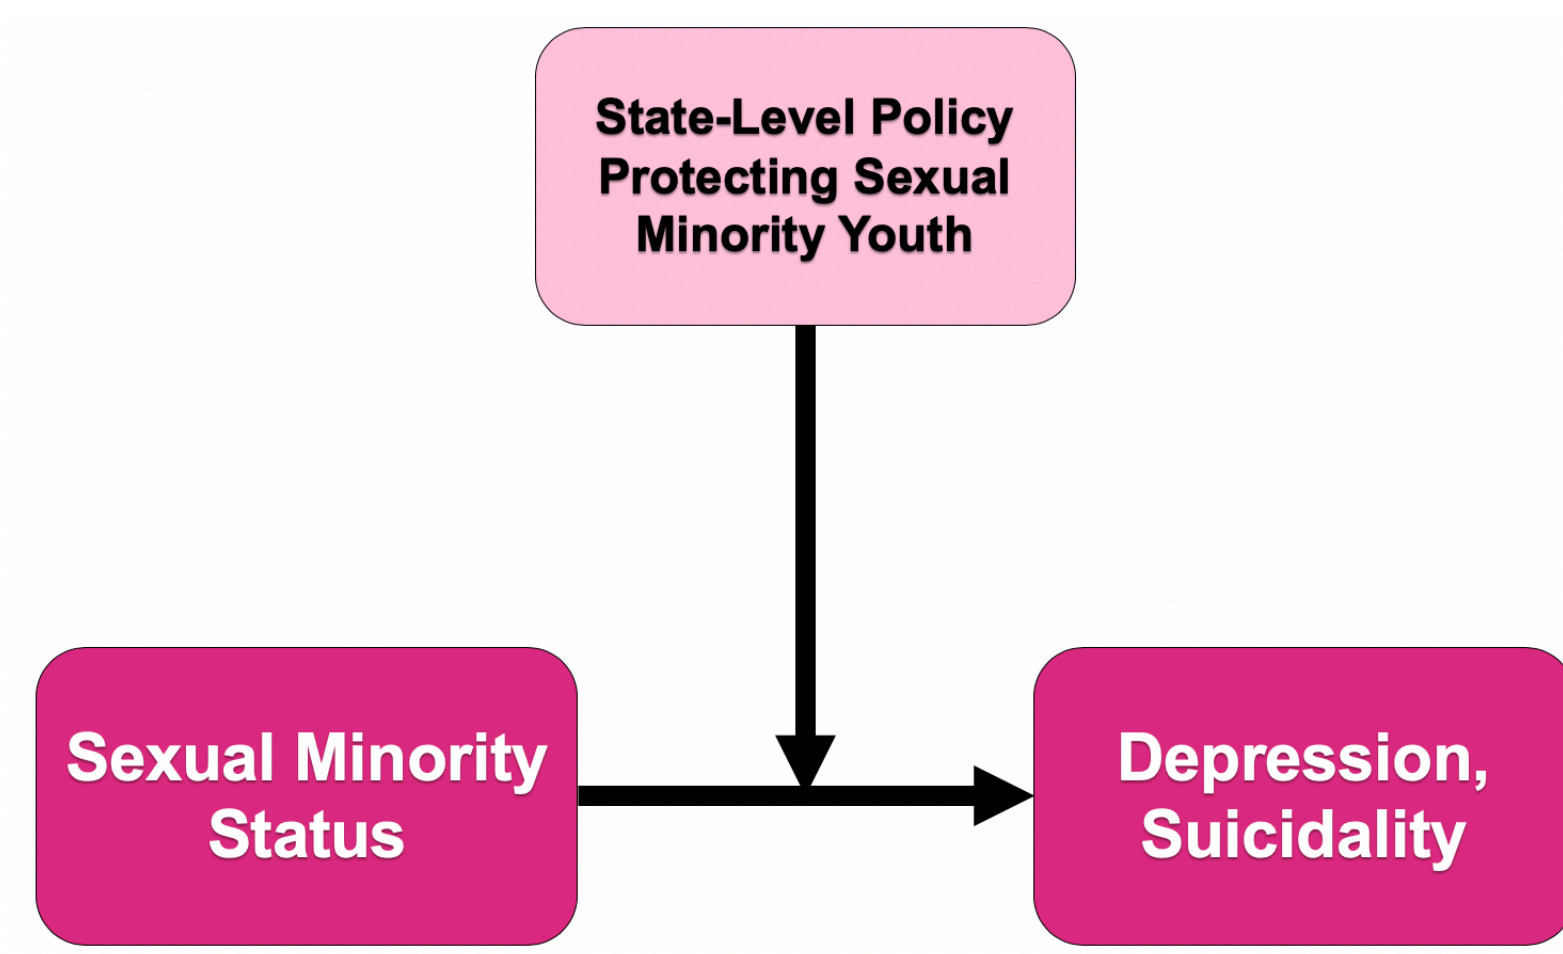 State-Level Policy
Protecting Sexual
Minority Youth
Sexual Minority
Status
Depression,
Suicidality